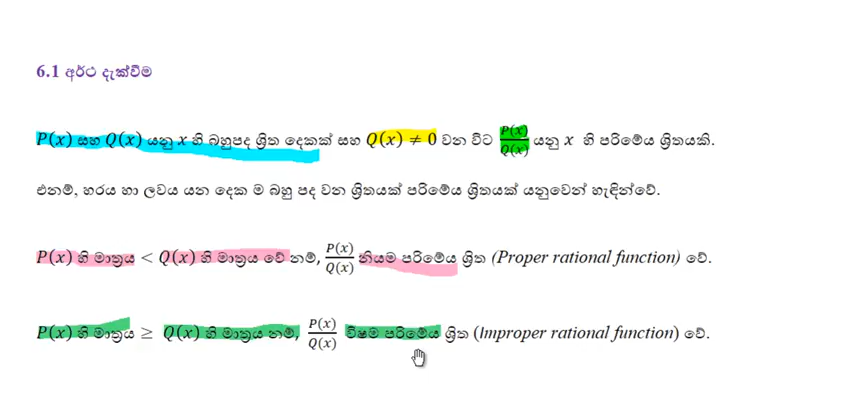 6.1 අර්ථ දැක්වීම
P(x) සහ Q(x) යනු x හි බහුපද ශ්‍රිත දෙකක් සහ Q(x) ≠ 0 වන විට P(x)/Q(x) යනු x හි පරිමේය ශ්‍රිතයකි.
එනම්, හරය හා ලවය යන දෙක ම බහු පද වන ශ්‍රිතයක් පරිමේය ශ්‍රිතයක් යනුවෙන් හැඳින්වේ.
P(x) හි මාත්‍රය < Q(x) හි මාත්‍රය වේ නම්, P(x)/Q(x) නියම පරිමේය ශ්‍රිත (Proper rational function) වේ.
P(x) හි මාත්‍රය ≥ Q(x) හි මාත්‍රය නම්, P(x)/Q(x) විෂම පරිමේය ශ්‍රිත (Improper rational function) වේ.